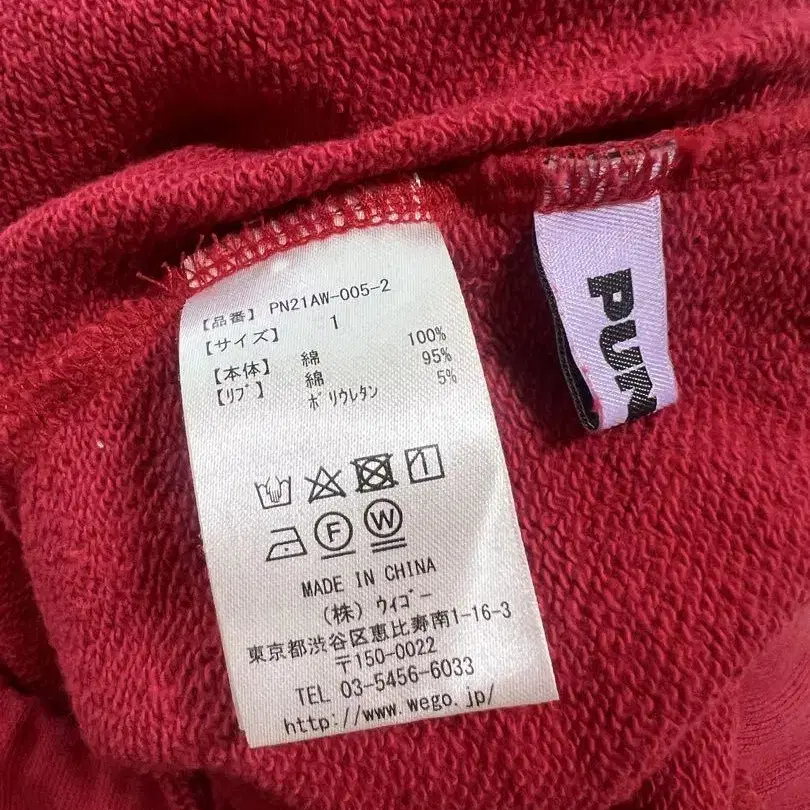 【品番】 PN21AW-005-2
【サイズ】 1
【本体】 綿 100%
【ﾘﾌﾞ】 綿 95%
ﾎﾟﾘｳﾚﾀﾝ 5%
F W
MADE IN CHINA
(株) ｳｨｺﾞｰ
東京都渋谷区恵比寿南1-16-3
〒150-0022
TEL 03-5456-6033
http://www.wego.jp/